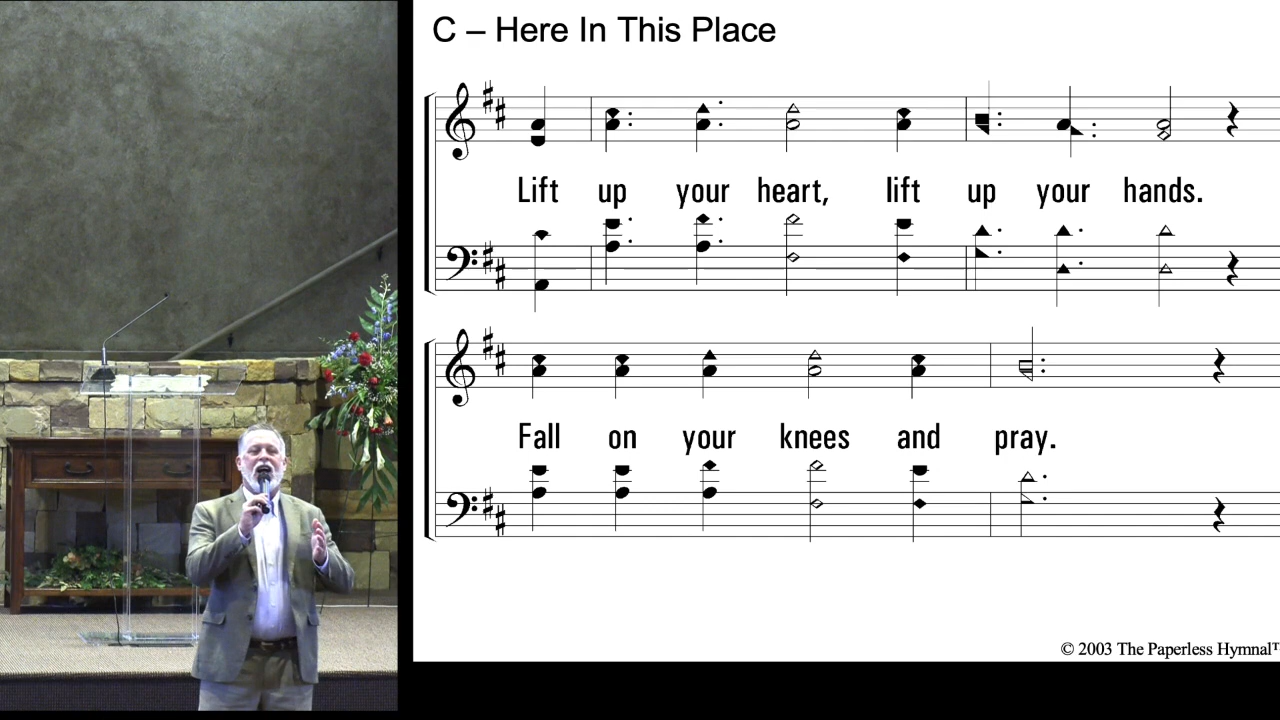 C – Here In This Place
Lift up your heart, lift up your hands.
Fall on your knees and pray.
© 2003 The Paperless Hymnal™